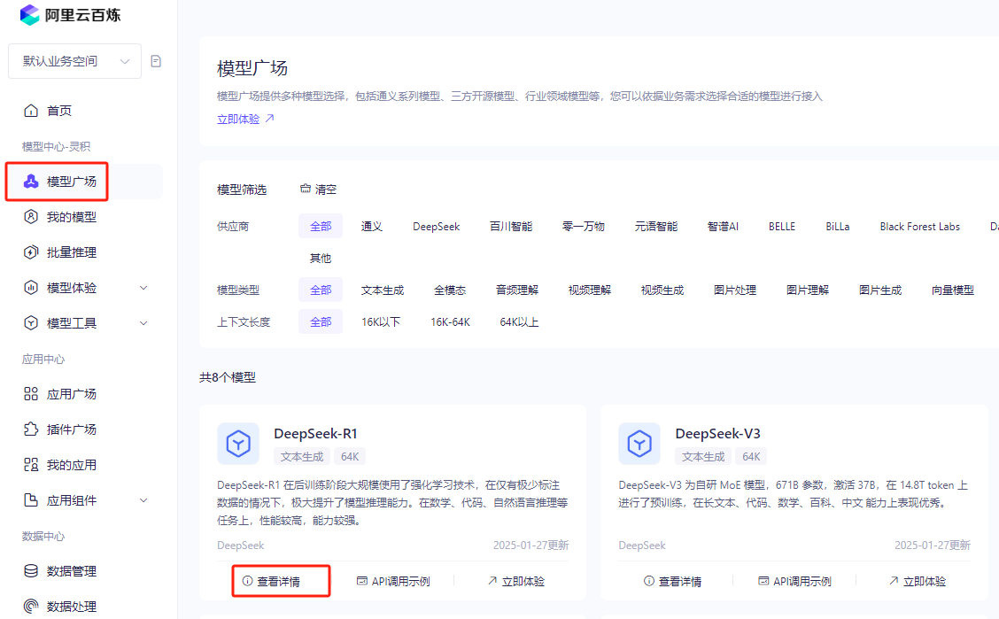 阿里云百炼
默认业务空间
首页
模型中心-灵积
模型广场
我的模型
批量推理
模型体验
模型工具
应用中心
应用广场
插件广场
我的应用
应用组件
数据中心
数据管理
数据处理
模型广场
模型广场提供多种模型选择，包括通义系列模型、三方开源模型、行业领域模型等，您可以依据业务需求选择合适的模型进行接入
立即体验
模型筛选 清空
供应商 全部 通义 DeepSeek 百川智能 零一万物 元语智能 智谱AI BELLE BiLLa Black Forest Labs
其他
模型类型 全部 文本生成 全模态 音频理解 视频理解 视频生成 图片处理 图片理解 图片生成 向量模型
上下文长度 全部 16K以下 16K-64K 64K以上
共8个模型
DeepSeek-R1
文本生成 64K
DeepSeek-R1 在后训练阶段大规模使用了强化学习技术，在仅有极少标注
数据的情况下，极大提升了模型推理能力。在数学、代码、自然语言推理等
任务上，性能较高，能力较强。
DeepSeek 2025-01-27更新
查看详情 API调用示例 立即体验
DeepSeek-V3
文本生成 64K
DeepSeek-V3 为自研 MoE 模型，671B 参数，激活 37B，在 14.8T token 上
进行了预训练，在长文本、代码、数学、百科、中文 能力上表现优秀。
DeepSeek 2025-01-27更新
查看详情 API调用示例 立即体验